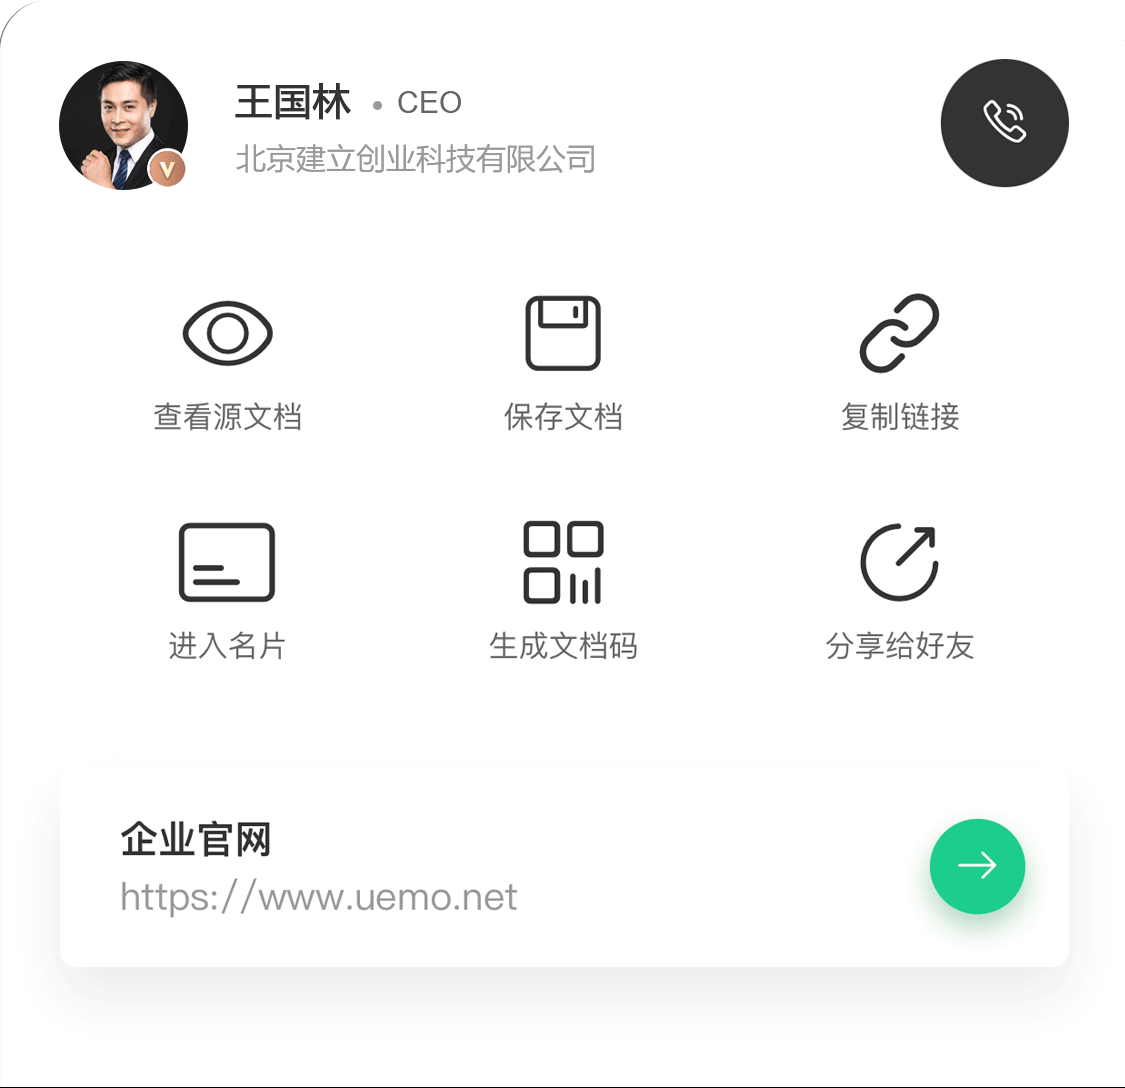 王国林 • CEO
北京建立创业科技有限公司
V
查看源文档 保存文档 复制链接
进入名片 生成文档码 分享给好友
企业官网
https://www.uemo.net